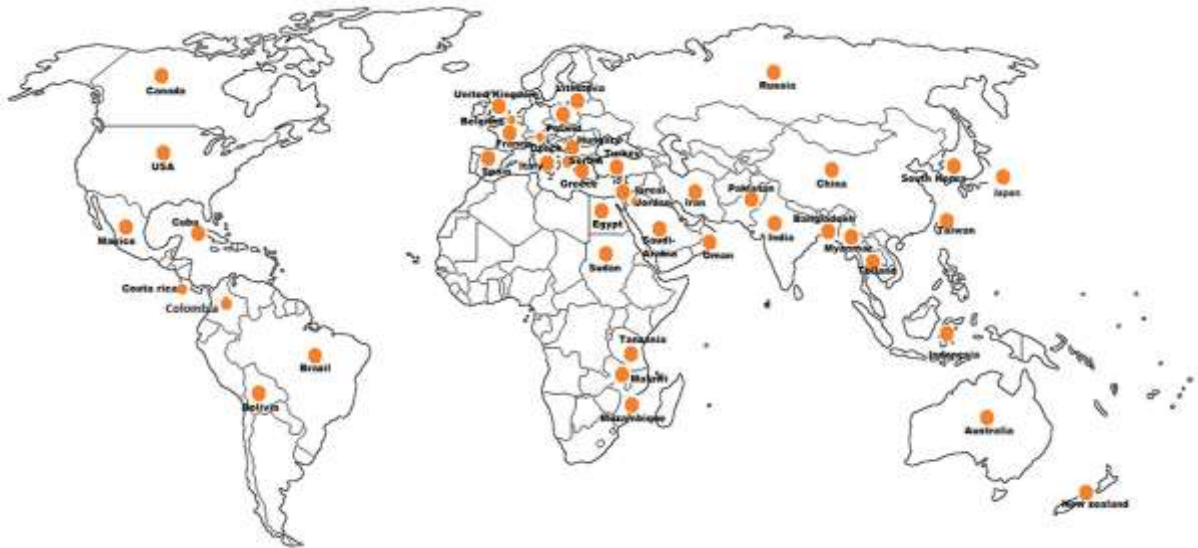 Canada
USA
Mexico
Cuba
Costa rica
Colombia
Brazil
Bolivia
United Kingdom
Lithuania
Belgium
Poland
France
Hungary
Czech
Serbia
Turkey
Italy
Spain
Greece
Isreal
Jordan
Iran
Egypt
Saudi-
Arabia
Oman
Sudan
Tanzania
Malawi
Mozambique
Russia
Pakistan
India
Bangladesh
Myanmar
China
South Korea
Japan
Taiwan
Indonesia
Australia
New zealand